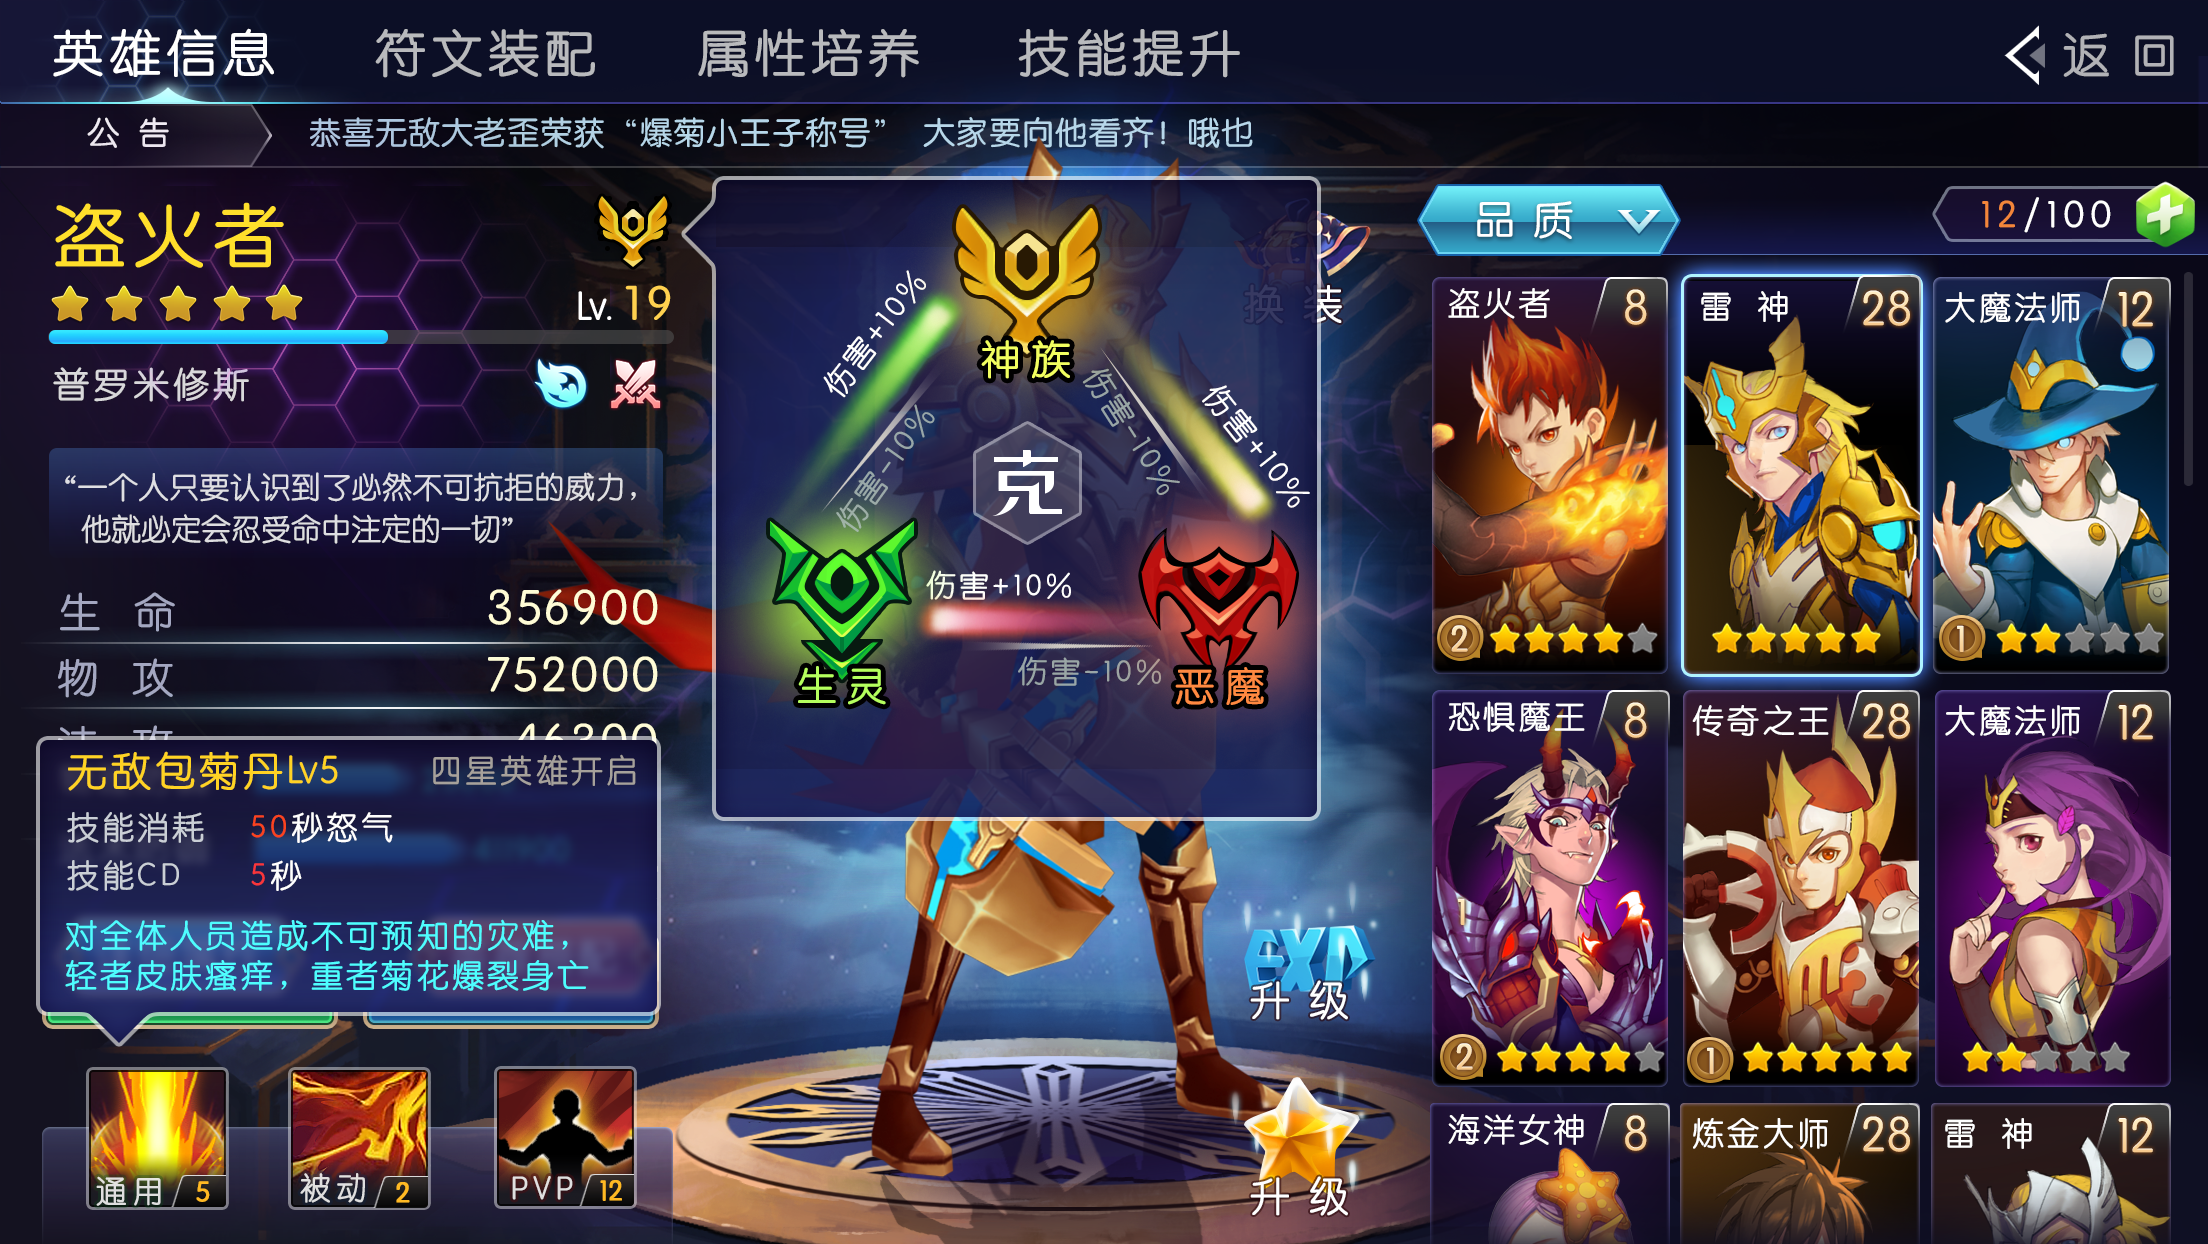 英雄信息
符文装配
属性培养
技能提升
返回
公告
恭喜无敌大老歪荣获“爆菊小王子称号” 大家要向他看齐！哦也
盗火者
Lv.19
普罗米修斯
“一个人只要认识到了必然不可抗拒的威力，
他就必定会忍受命中注定的一切”
生命 356900
物攻 752000
法攻 46300
无敌包菊丹Lv5 四星英雄开启
技能消耗 50秒怒气
技能CD 5秒
对全体人员造成不可预知的灾难，
轻者皮肤瘙痒，重者菊花爆裂身亡
通用 5
被动 2
PVP 12
神族
伤害+10%
伤害-10%
伤害-10%
伤害+10%
克
伤害+10%
伤害-10%
生灵
恶魔
换装
EXP
升级
升级
品质
12/100
盗火者 8
2
雷神 28
大魔法师 12
1
恐惧魔王 8
1
2
传奇之王 28
1
大魔法师 12
海洋女神 8
炼金大师 28
雷神 12